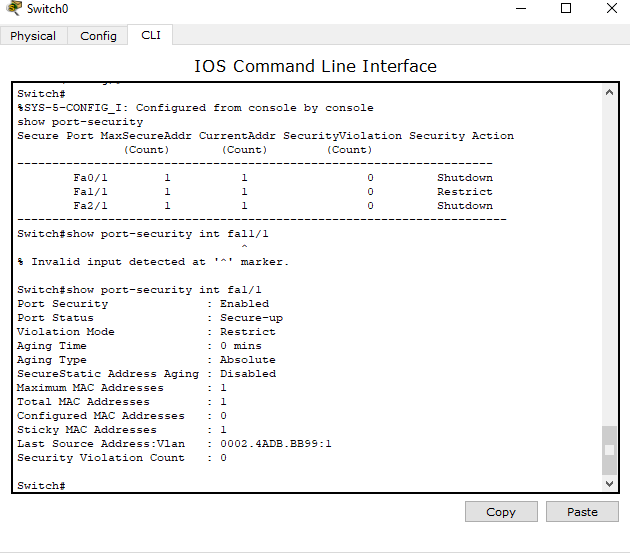 Switch0
Physical Config CLI
IOS Command Line Interface
Switch#
%SYS-5-CONFIG_I: Configured from console by console
show port-security
Secure Port MaxSecureAddr CurrentAddr SecurityViolation Security Action
(Count) (Count) (Count)
--------------------------------------------------------------------
Fa0/1 1 1 0 Shutdown
Fa1/1 1 1 0 Restrict
Fa2/1 1 1 0 Shutdown
----------------------------------------------------------------------
Switch#show port-security int fa11/1
^
% Invalid input detected at '^' marker.
Switch#show port-security int fa1/1
Port Security : Enabled
Port Status : Secure-up
Violation Mode : Restrict
Aging Time : 0 mins
Aging Type : Absolute
SecureStatic Address Aging : Disabled
Maximum MAC Addresses : 1
Total MAC Addresses : 1
Configured MAC Addresses : 0
Sticky MAC Addresses : 1
Last Source Address:Vlan : 0002.4ADB.BB99:1
Security Violation Count : 0
Switch#
Copy Paste